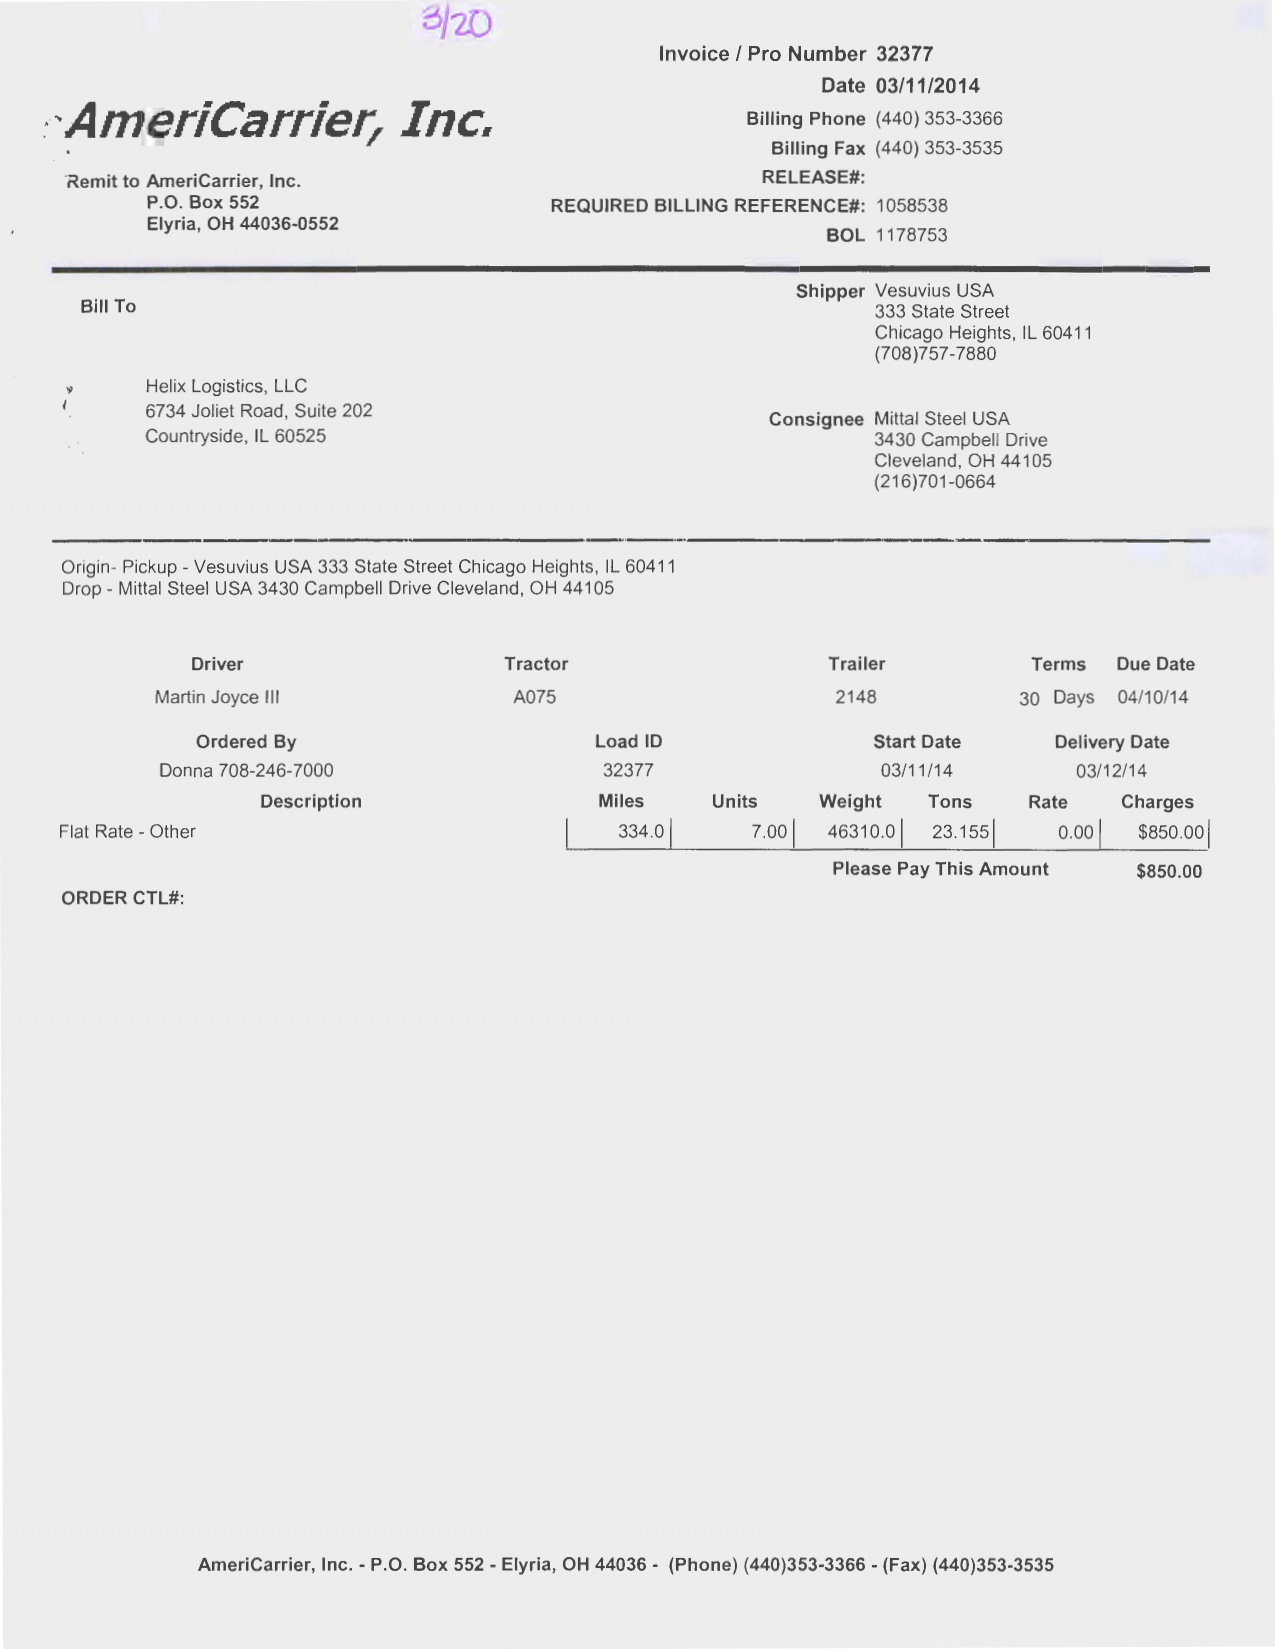 3/20
Invoice / Pro Number 32377
Date 03/11/2014
AmeriCarrier, Inc.
Billing Phone (440) 353-3366
Billing Fax (440) 353-3535
RELEASE#:
Remit to AmeriCarrier, Inc.
P.O. Box 552
Elyria, OH 44036-0552
REQUIRED BILLING REFERENCE#: 1058538
BOL 1178753
Bill To
Helix Logistics, LLC
6734 Joliet Road, Suite 202
Countryside, IL 60525
Shipper Vesuvius USA
333 State Street
Chicago Heights, IL 60411
(708)757-7880
Consignee Mittal Steel USA
3430 Campbell Drive
Cleveland, OH 44105
(216)701-0664
Origin- Pickup - Vesuvius USA 333 State Street Chicago Heights, IL 60411
Drop - Mittal Steel USA 3430 Campbell Drive Cleveland, OH 44105
Driver Tractor Trailer Terms Due Date
Martin Joyce III A075 2148 30 Days 04/10/14
Ordered By Load ID Start Date Delivery Date
Donna 708-246-7000 32377 03/11/14 03/12/14
Description Miles Units Weight Tons Rate Charges
Flat Rate - Other 334.0 7.00 46310.0 23.155 0.00 $850.00
Please Pay This Amount $850.00
ORDER CTL#:
AmeriCarrier, Inc. - P.O. Box 552 - Elyria, OH 44036 - (Phone) (440)353-3366 - (Fax) (440)353-3535